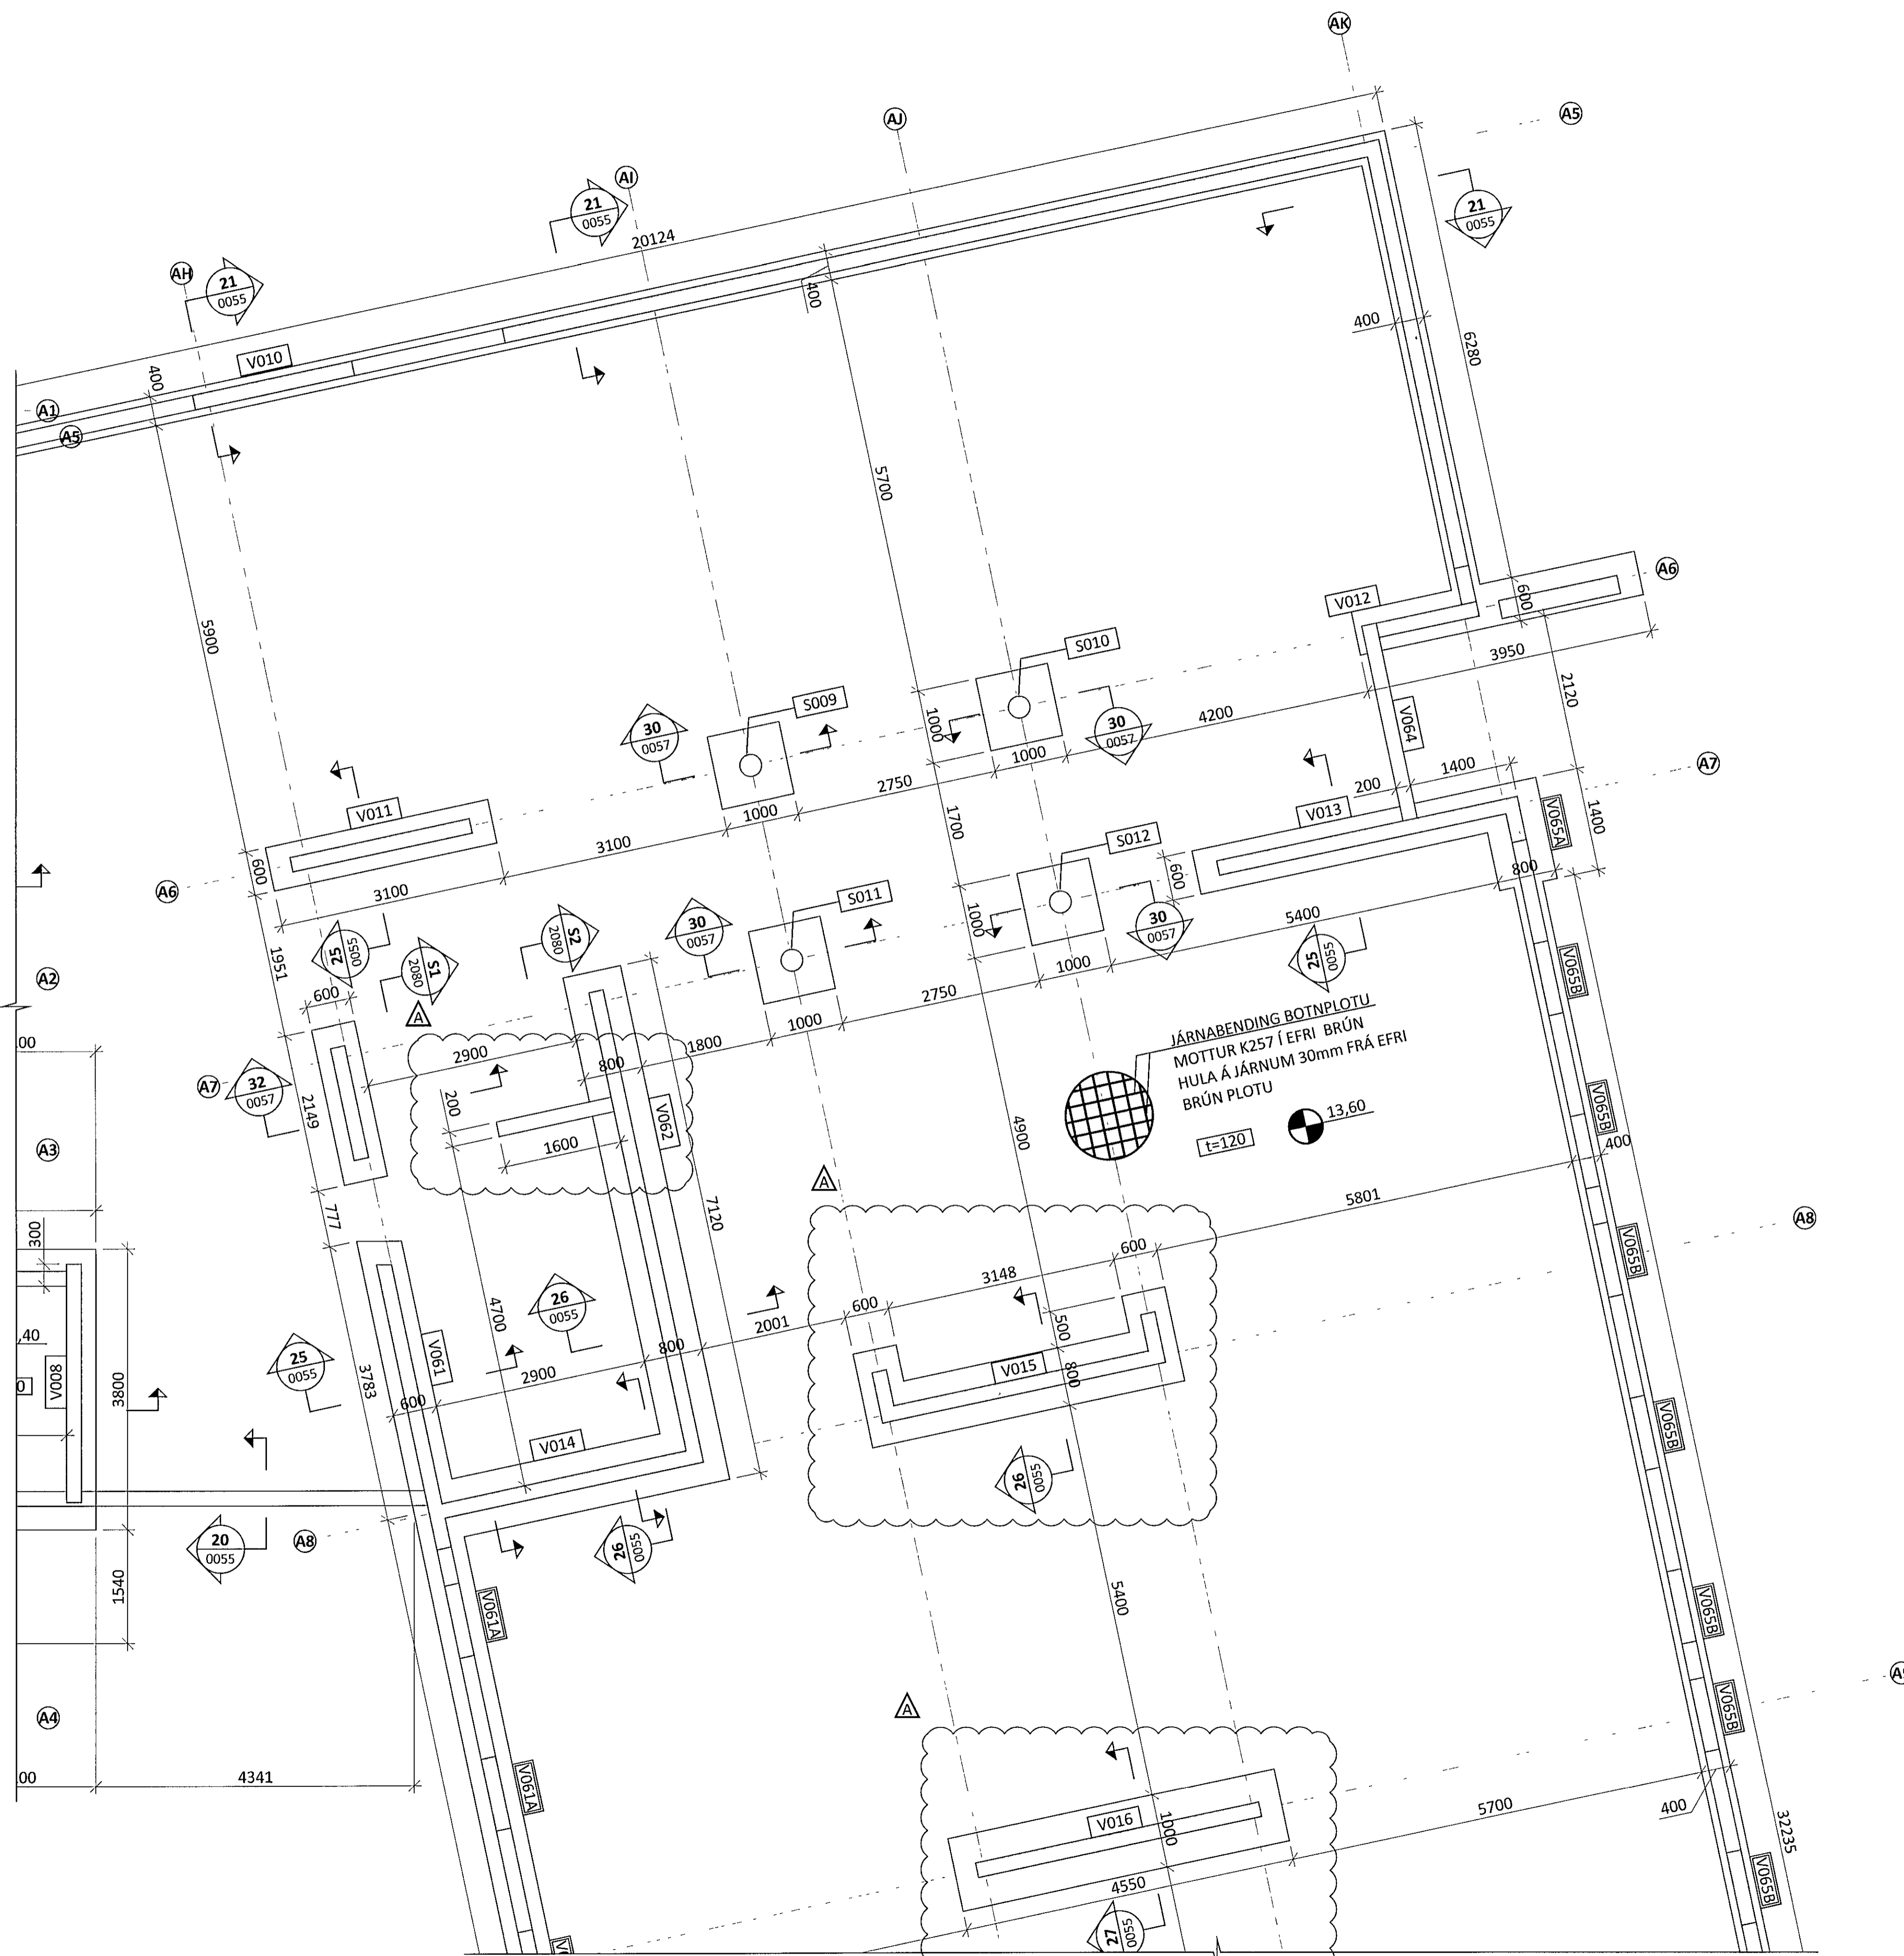 AK
A5
AJ
AI
21
0055
21
0055
20124
AH
21
0055
400
400
6280
V010
400
A1
A5
5700
A6
600
V012
3950
5900
S010
2120
S009
1000
4200
V064
30
0057
30
0057
1000
2750
1400
A7
200
V011
1000
V013
V065A
1400
3100
1700
S012
600
A6
3100
600
800
S011
1000
30
0057
30
0057
5400
25
0055
S2
2080
S1
2080
25
0055
1951
A2
V065B
600
1000
2750
A
1000
JÁRNABENDING BOTNPLOTU
MOTTUR K257 Í EFRI BRÚN
HULA Á JÁRNUM 30mm FRÁ EFRI
BRÚN PLOTU
00
1800
2900
800
A7
32
0057
200
V062
2149
4900
13,60
t=120
V065B
400
A3
1600
A
777
7120
5801
A8
300
600
3148
V065B
26
0055
4700
600
2001
500
,40
V061
800
V015
800
25
0055
2900
0
V008
3800
3783
600
V065B
V014
26
0055
20
0055
A8
26
0055
1540
V061A
5400
V065B
A4
A
V065B
00
4341
V061A
V016
1000
5700
400
32235
4550
V065B
27
0055